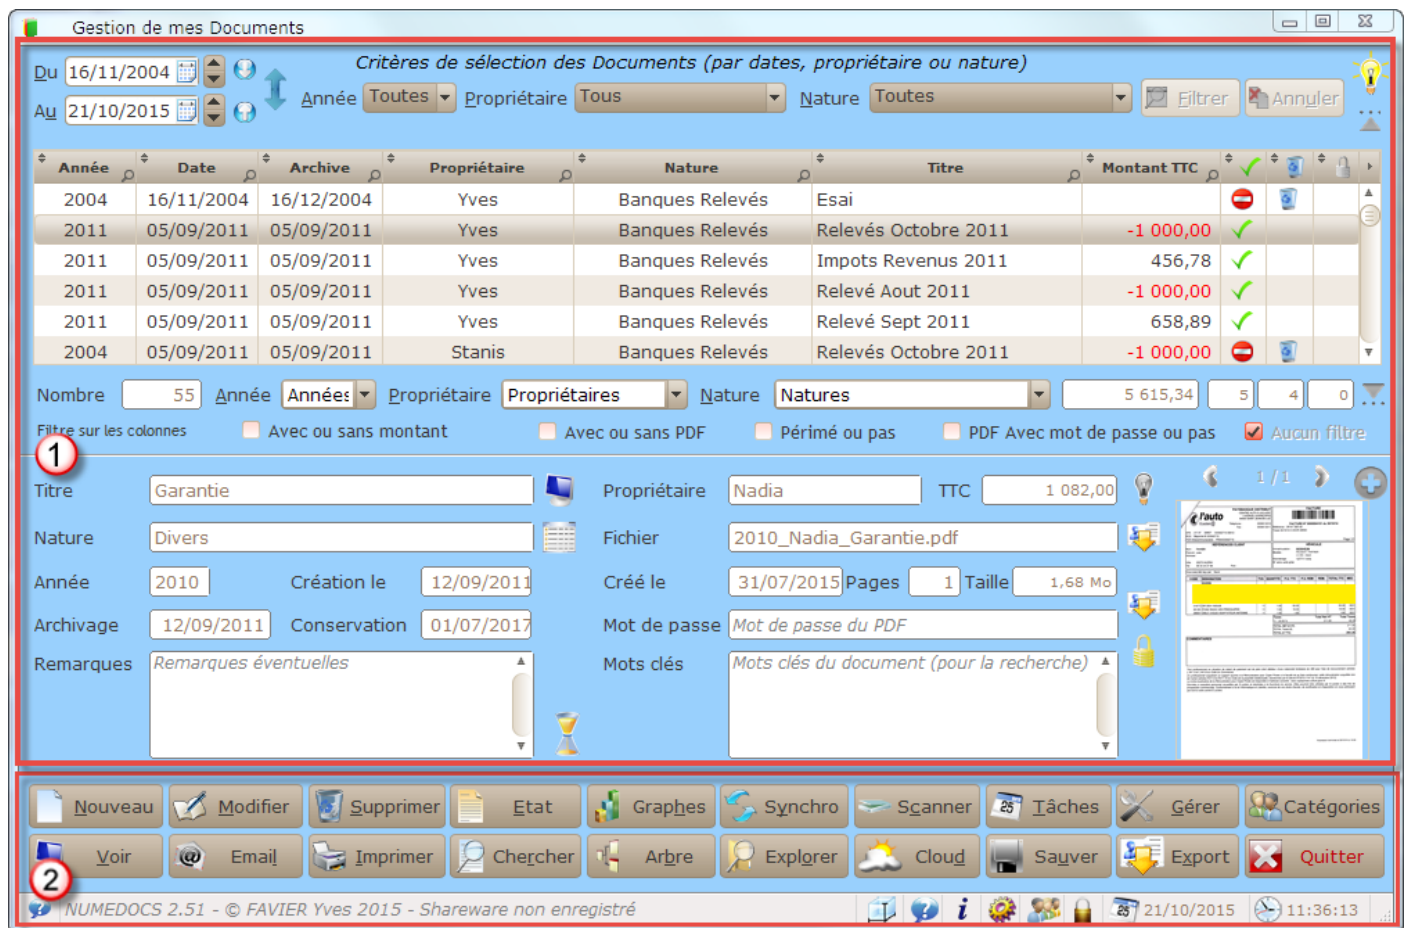 Gestion de mes Documents
Critères de sélection des Documents (par dates, propriétaire ou nature)
Du 16/11/2004
Année Toutes Propriétaire Tous Nature Toutes Filtrer Annuler
Au 21/10/2015
Année Date Archive Propriétaire Nature Titre Montant TTC
2004 16/11/2004 16/12/2004 Yves Banques Relevés Esai
2011 05/09/2011 05/09/2011 Yves Banques Relevés Relevés Octobre 2011 -1 000,00
2011 05/09/2011 05/09/2011 Yves Banques Relevés Impots Revenus 2011 456,78
2011 05/09/2011 05/09/2011 Yves Banques Relevés Relevé Aout 2011 -1 000,00
2011 05/09/2011 05/09/2011 Yves Banques Relevés Relevé Sept 2011 658,89
2004 05/09/2011 05/09/2011 Stanis Banques Relevés Relevés Octobre 2011 -1 000,00
Nombre 55 Année Années Propriétaire Propriétaires Nature Natures 5 615,34 5 4 0
Filtre sur les colonnes Avec ou sans montant Avec ou sans PDF Périmé ou pas PDF Avec mot de passe ou pas Aucun filtre
1
Titre Garantie Propriétaire Nadia TTC 1 082,00 1/1
Nature Divers Fichier 2010_Nadia_Garantie.pdf
Année 2010 Création le 12/09/2011 Créé le 31/07/2015 Pages 1 Taille 1,68 Mo
Archivage 12/09/2011 Conservation 01/07/2017 Mot de passe Mot de passe du PDF
Remarques Remarques éventuelles Mots clés Mots clés du document (pour la recherche)
l'auto
Nouveau Modifier Supprimer Etat Graphes Synchro Scanner 25 Tâches Gérer Catégories
Voir @ Email Imprimer Chercher Arbre Explorer Cloud Sauver Export Quitter
2
NUMEDOCS 2.51 - © FAVIER Yves 2015 - Shareware non enregistré i 25 21/10/2015 11:36:13